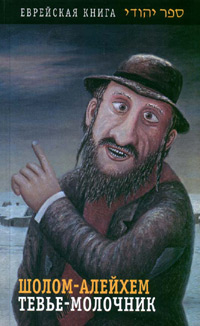 ЕВРЕЙСКАЯ КНИГА ספר יהודי
ШОЛОМ-АЛЕЙХЕМ
ТЕВЬЕ-МОЛОЧНИК